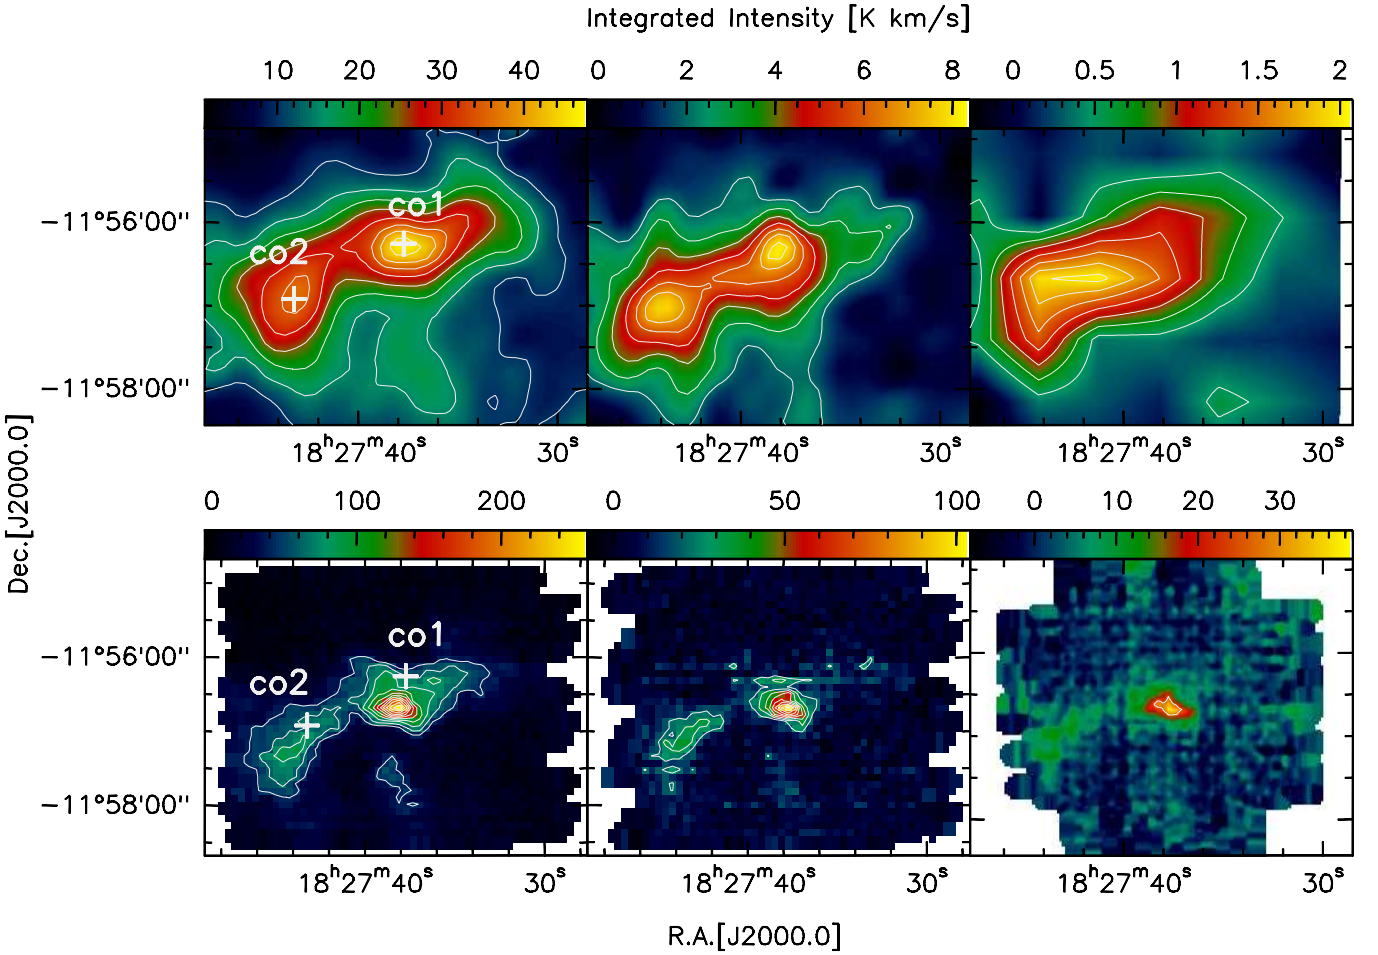 Integrated Intensity [K km/s]
10 20 30 40 0 2 4 6 8 0 0.5 1 1.5 2
co1
−11°56'00"
co2
−11°58'00"
18ʰ27ᵐ40ˢ 30ˢ 18ʰ27ᵐ40ˢ 30ˢ 18ʰ27ᵐ40ˢ 30ˢ
Dec.[J2000.0]
0 100 200 0 50 100 0 10 20 30
co1
−11°56'00"
co2
−11°58'00"
18ʰ27ᵐ40ˢ 30ˢ 18ʰ27ᵐ40ˢ 30ˢ 18ʰ27ᵐ40ˢ 30ˢ
R.A.[J2000.0]